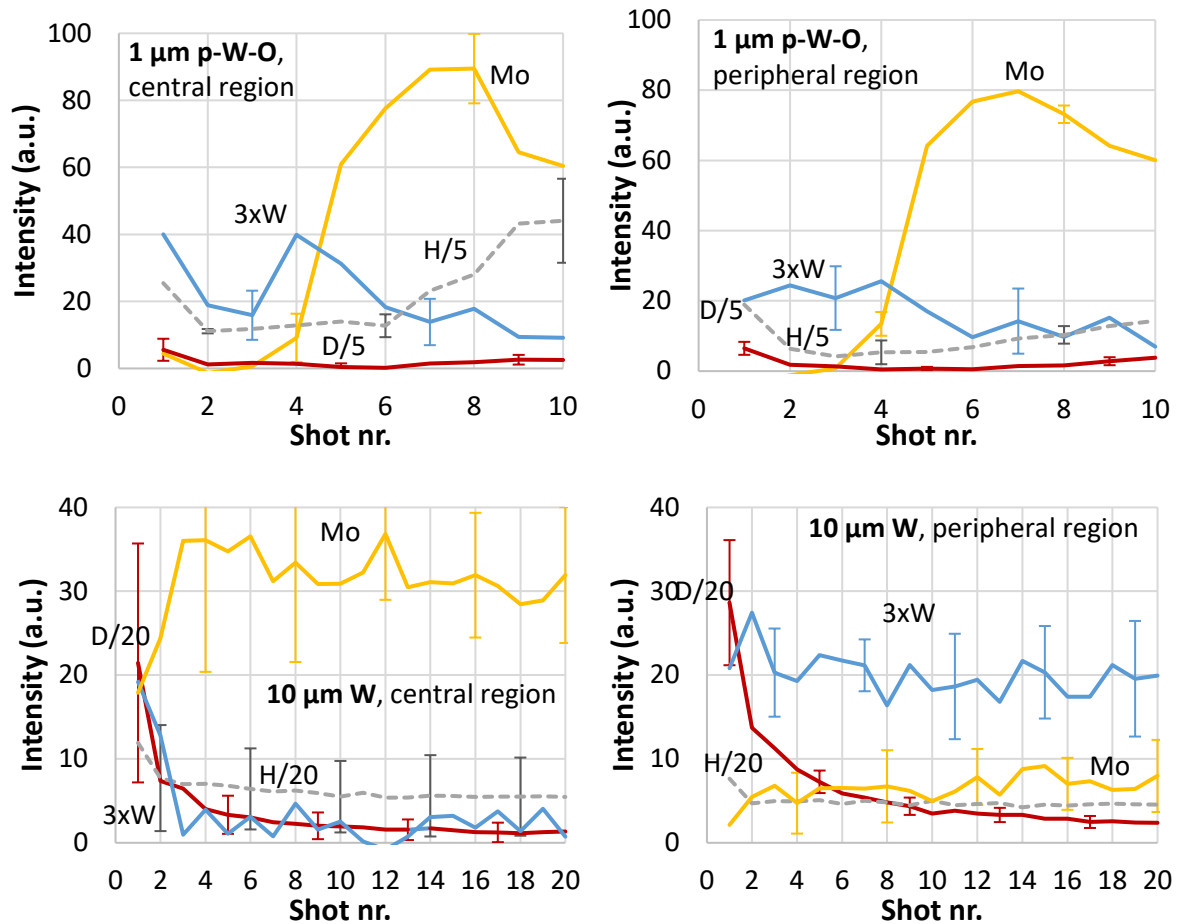 1 µm p-W-O,
central region
Mo
3xW
H/5
D/5
Intensity (a.u.)
100
80
60
40
20
0
0 2 4 6 8 10
Shot nr.
1 µm p-W-O,
peripheral region
Mo
3xW
D/5
H/5
Intensity (a.u.)
100
80
60
40
20
0
0 2 4 6 8 10
Shot nr.
Mo
D/20
10 µm W, central region
H/20
3xW
Intensity (a.u.)
40
30
20
10
0
0 2 4 6 8 10 12 14 16 18 20
Shot nr.
10 µm W, peripheral region
D/20
3xW
H/20
Mo
Intensity (a.u.)
40
30
20
10
0
0 2 4 6 8 10 12 14 16 18 20
Shot nr.